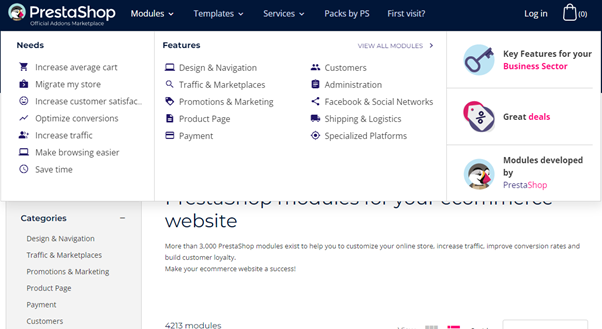 PrestaShop
Official Addons Marketplace
Modules
Templates
Services
Packs by PS
First visit?
Log in
(0)
Needs
Increase average cart
Migrate my store
Increase customer satisfac...
Optimize conversions
Increase traffic
Make browsing easier
Save time
Features
VIEW ALL MODULES
Design & Navigation
Traffic & Marketplaces
Promotions & Marketing
Product Page
Payment
Customers
Administration
Facebook & Social Networks
Shipping & Logistics
Specialized Platforms
Key Features for your
Business Sector
Great deals
Modules developed
by
PrestaShop
Categories
Design & Navigation
Traffic & Marketplaces
Promotions & Marketing
Product Page
Payment
Customers
PrestaShop modules for your ecommerce
website
More than 3,000 PrestaShop modules exist to help you to customize your online store, increase traffic, improve conversion rates and
build customer loyalty.
Make your ecommerce website a success!
4213 modules